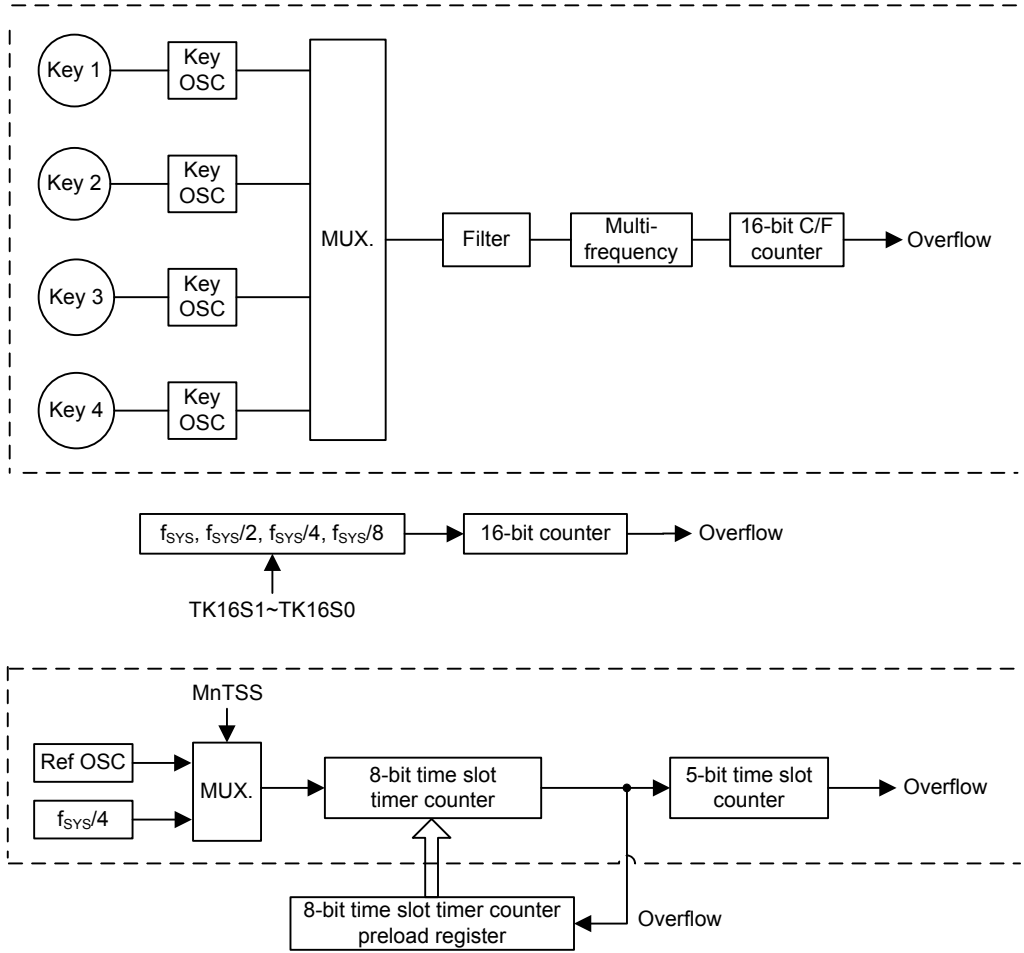 Key 1
Key
OSC
Key 2
Key
OSC
MUX.
Filter
Multi-
frequency
16-bit C/F
counter
Overflow
Key 3
Key
OSC
Key 4
Key
OSC
fSYS, fSYS/2, fSYS/4, fSYS/8
16-bit counter
Overflow
TK16S1~TK16S0
MnTSS
Ref OSC
fSYS/4
MUX.
8-bit time slot
timer counter
5-bit time slot
counter
Overflow
8-bit time slot timer counter
preload register
Overflow